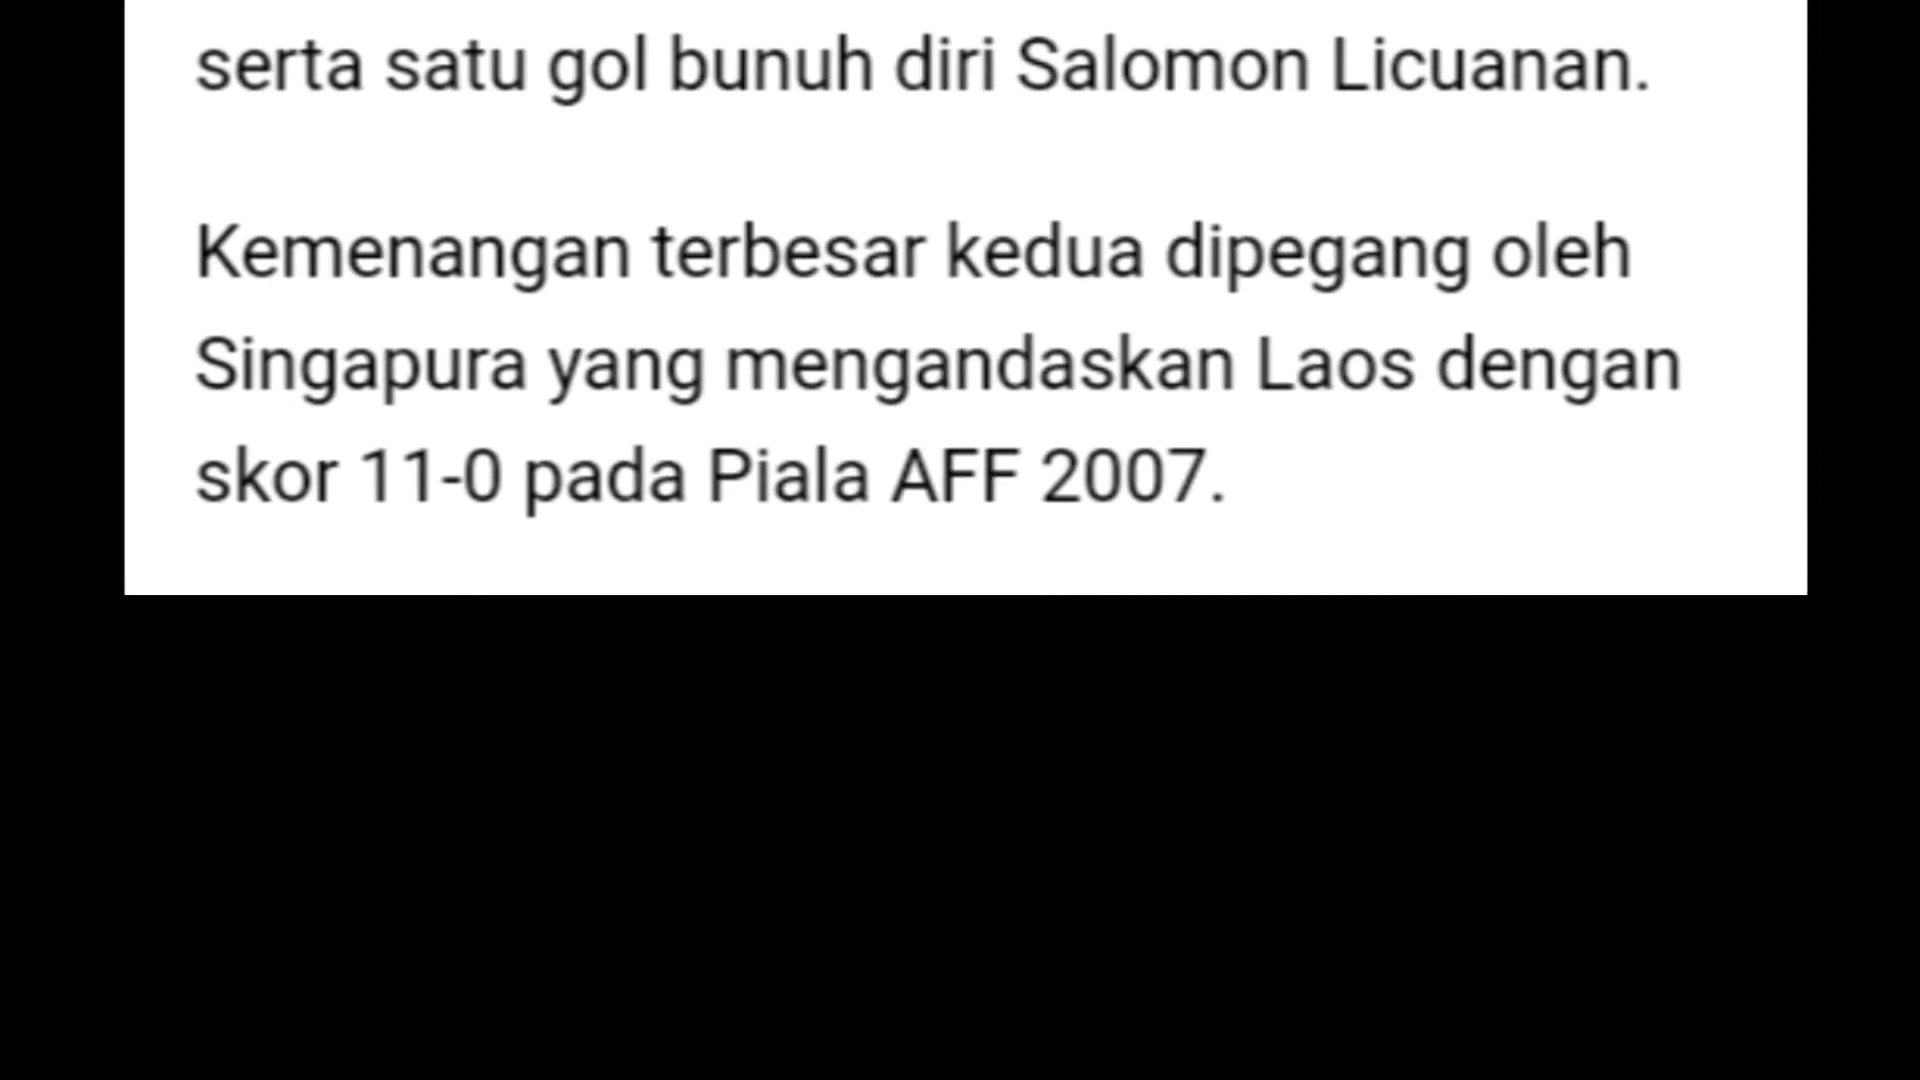 serta satu gol bunuh diri Salomon Licuanan.
Kemenangan terbesar kedua dipegang oleh
Singapura yang mengandaskan Laos dengan
skor 11-0 pada Piala AFF 2007.